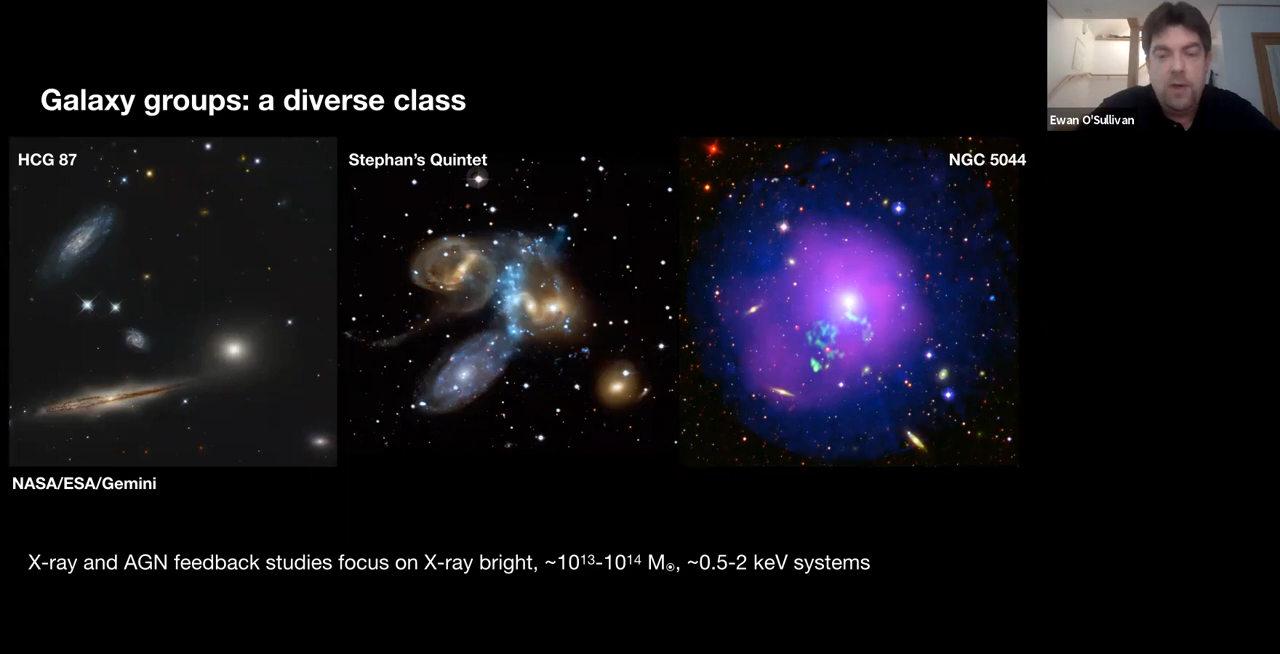 Galaxy groups: a diverse class
Ewan O'Sullivan
HCG 87
Stephan’s Quintet
NGC 5044
NASA/ESA/Gemini
X-ray and AGN feedback studies focus on X-ray bright, ~10¹³-10¹⁴ M☉, ~0.5-2 keV systems